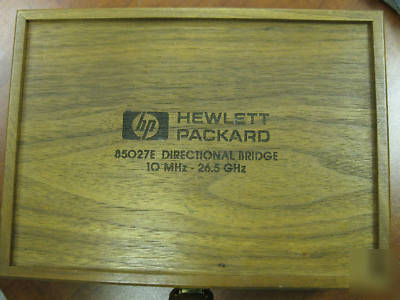 hp HEWLETT
PACKARD
85027E DIRECTIONAL BRIDGE
10 MHz - 26.5 GHz